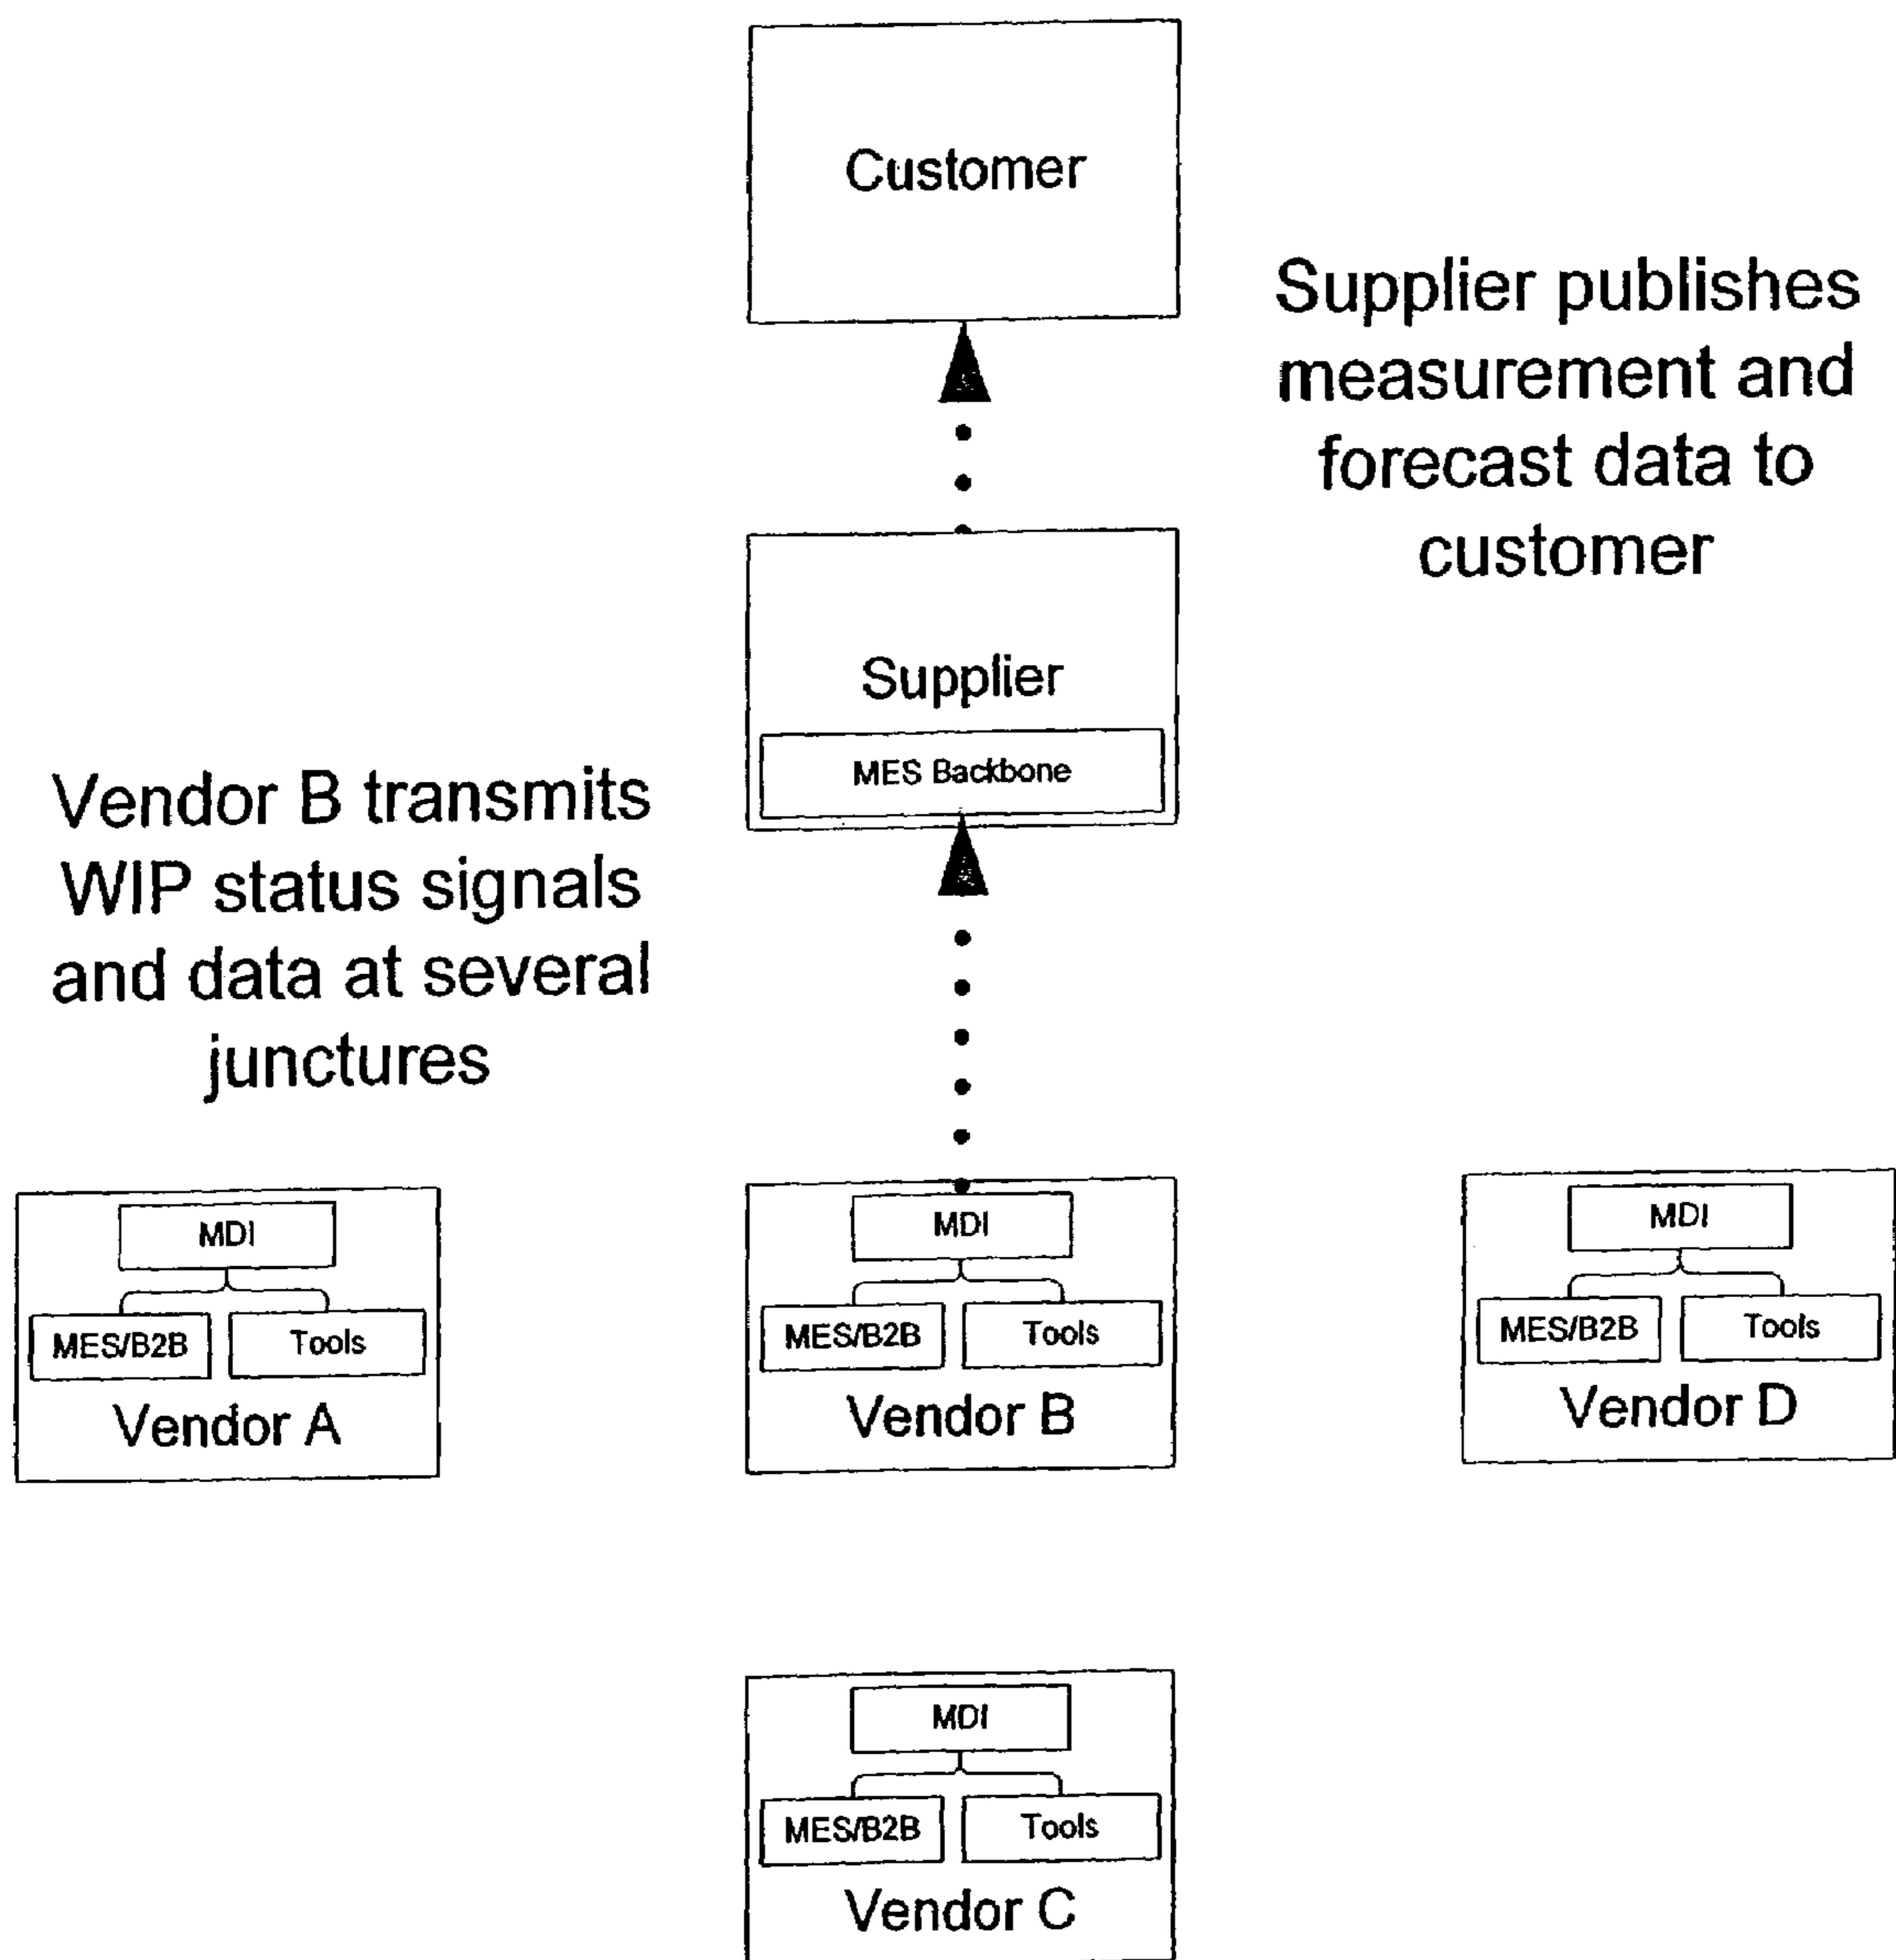 Customer
Supplier publishes
measurement and
forecast data to
customer
Supplier
MES Backbone
Vendor B transmits
WIP status signals
and data at several
junctures
MDI
MES/B2B
Tools
Vendor A
MDI
MES/B2B
Tools
Vendor B
MDI
MES/B2B
Tools
Vendor D
MDI
MES/B2B
Tools
Vendor C